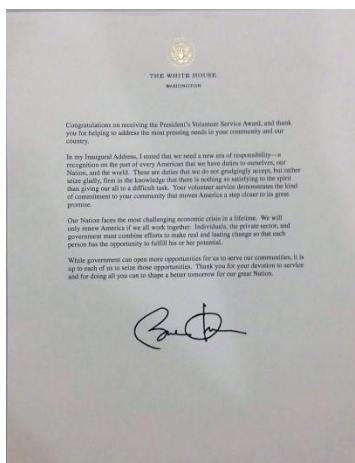 THE WHITE HOUSE
WASHINGTON
Congratulations on receiving the President's Volunteer Service Award, and thank
you for helping to address the most pressing needs in your community and our
country.
In my Inaugural Address, I stated that we need a new era of responsibility—a
recognition on the part of every American that we have duties to ourselves, our
Nation, and the world. These are duties that we do not grudgingly accept, but rather
seize gladly, firm in the knowledge that there is nothing so satisfying to the spirit
than giving our all to a difficult task. Your volunteer service demonstrates the kind
of commitment to your community that moves America a step closer to its great
promise.
Our Nation faces the most challenging economic crisis in a lifetime. We will
only renew America if we all work together. Individuals, the private sector, and
government must combine efforts to make real and lasting change so that each
person has the opportunity to fulfill his or her potential.
While government can open more opportunities for us to serve our communities, it is
up to each of us to seize those opportunities. Thank you for your devotion to service
and for doing all you can to shape a better tomorrow for our great Nation.